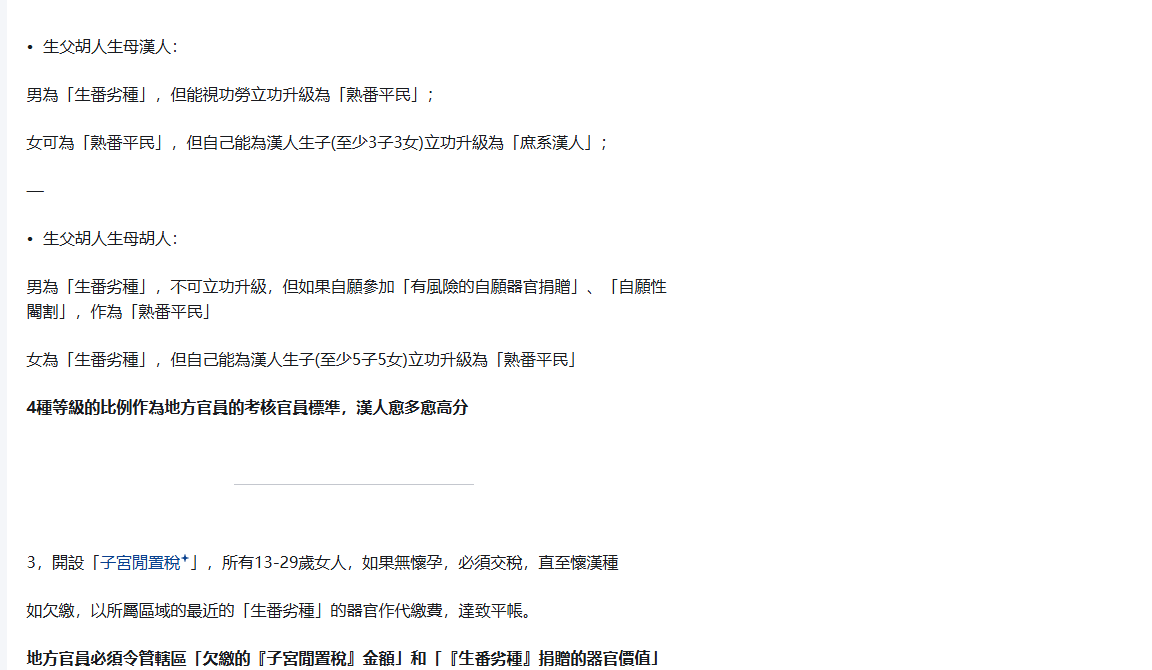 • 生父胡人生母漢人：
男為「生番劣種」，但能視功勞立功升級為「熟番平民」；
女可為「熟番平民」，但自己能為漢人生子(至少3子3女)立功升級為「庶系漢人」；
—
• 生父胡人生母胡人：
男為「生番劣種」，不可立功升級，但如果自願參加「有風險的自願器官捐贈」、「自願性
閹割」，作為「熟番平民」
女為「生番劣種」，但自己能為漢人生子(至少5子5女)立功升級為「熟番平民」
4種等級的比例作為地方官員的考核官員標準，漢人愈多愈高分
3，開設「子宮閒置稅」，所有13-29歲女人，如果無懷孕，必須交稅，直至懷漢種
如欠繳，以所屬區域的最近的「生番劣種」的器官作代繳費，達致平帳。
地方官員必須令管轄區「欠繳的『子宮閒置稅』金額」和「『生番劣種』捐贈的器官價值」